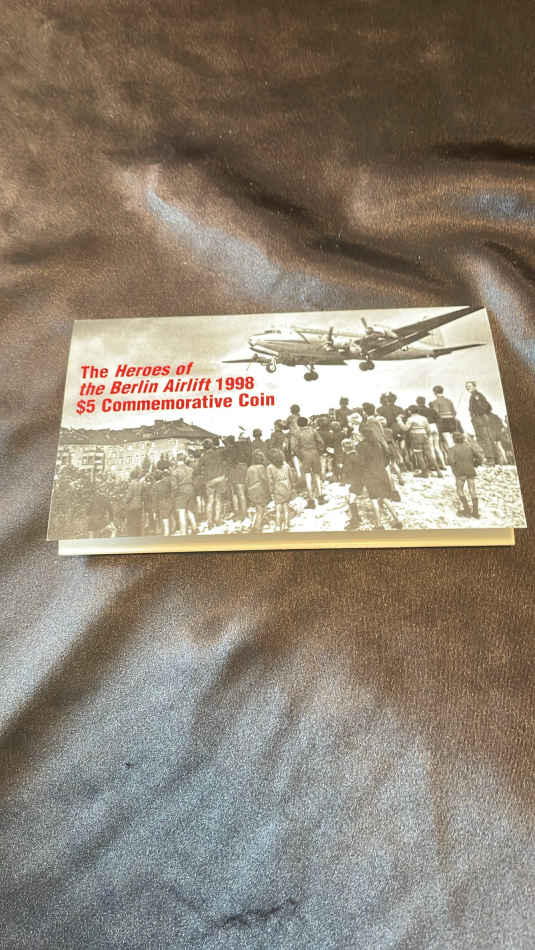 The Heroes of
the Berlin Airlift 1998
$5 Commemorative Coin